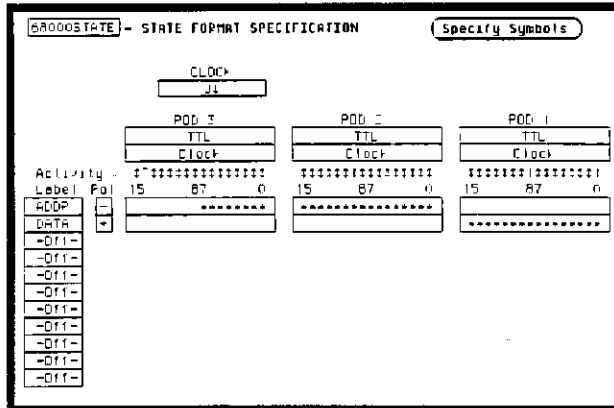 68000STATE - STATE FORMAT SPECIFICATION Specify Symbols
CLOCK
J↓
POD 3 POD 2 POD 1
TTL TTL TTL
Clock Clock Clock
Activity
Label Pol 15 87 0 15 87 0 15 87 0
ADDR -
DATA +
-Off-
-Off-
-Off-
-Off-
-Off-
-Off-
-Off-
-Off-
-Off-